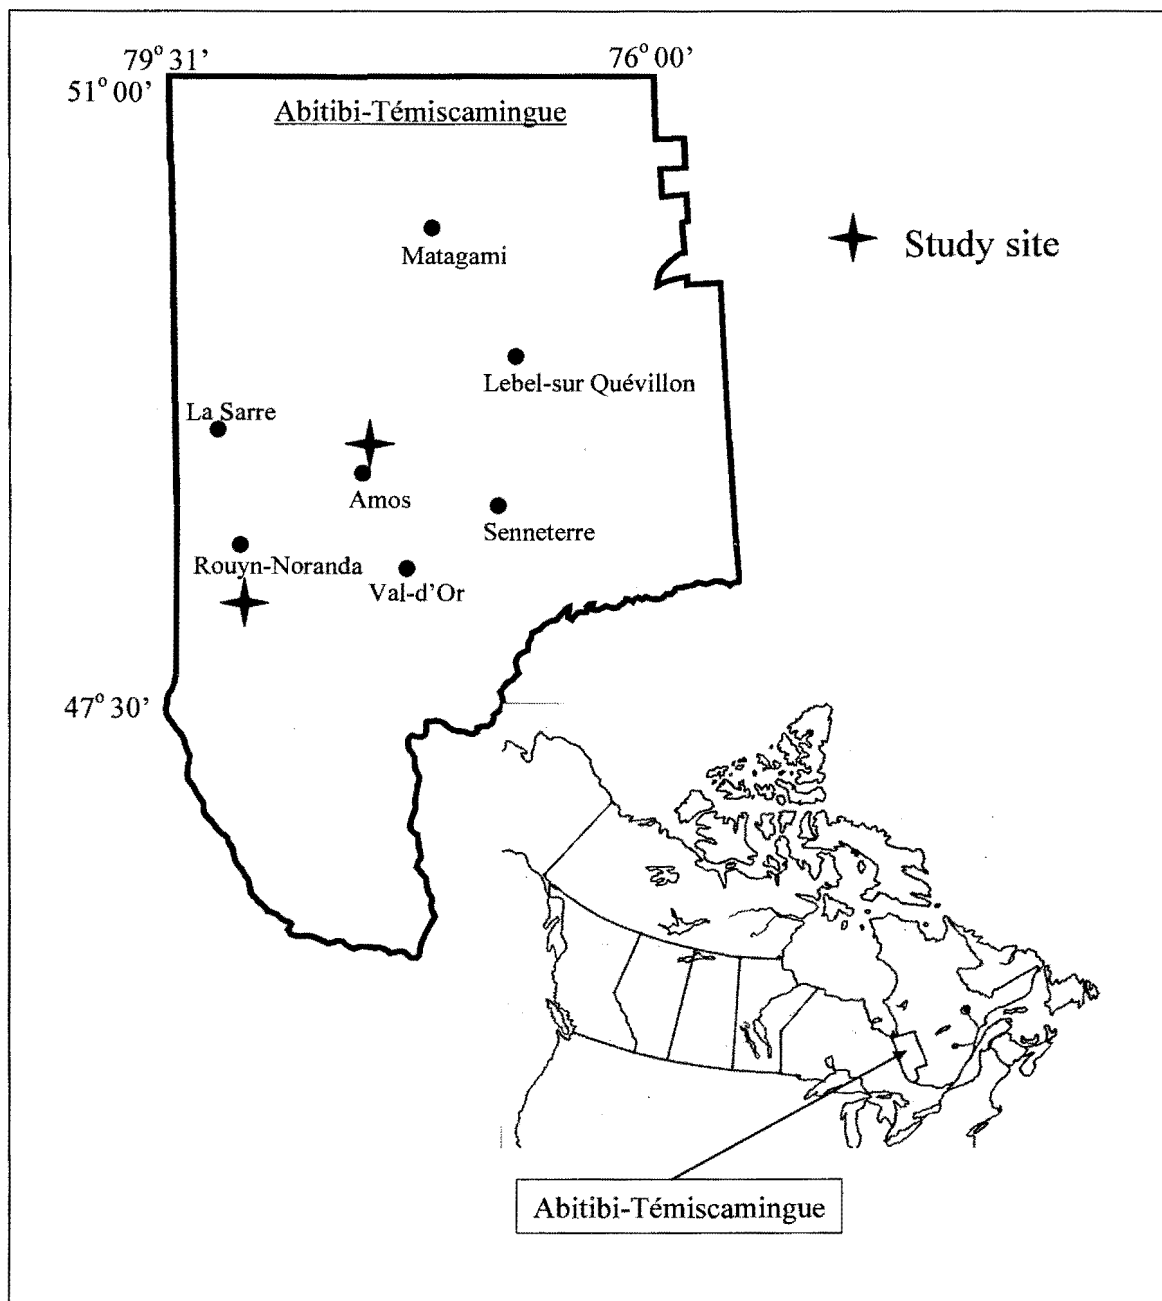 79° 31’
76° 00’
51° 00’
Abitibi-Témiscamingue
Matagami
Study site
Lebel-sur Quévillon
La Sarre
Amos
Senneterre
Rouyn-Noranda
Val-d’Or
47° 30’
Abitibi-Témiscamingue